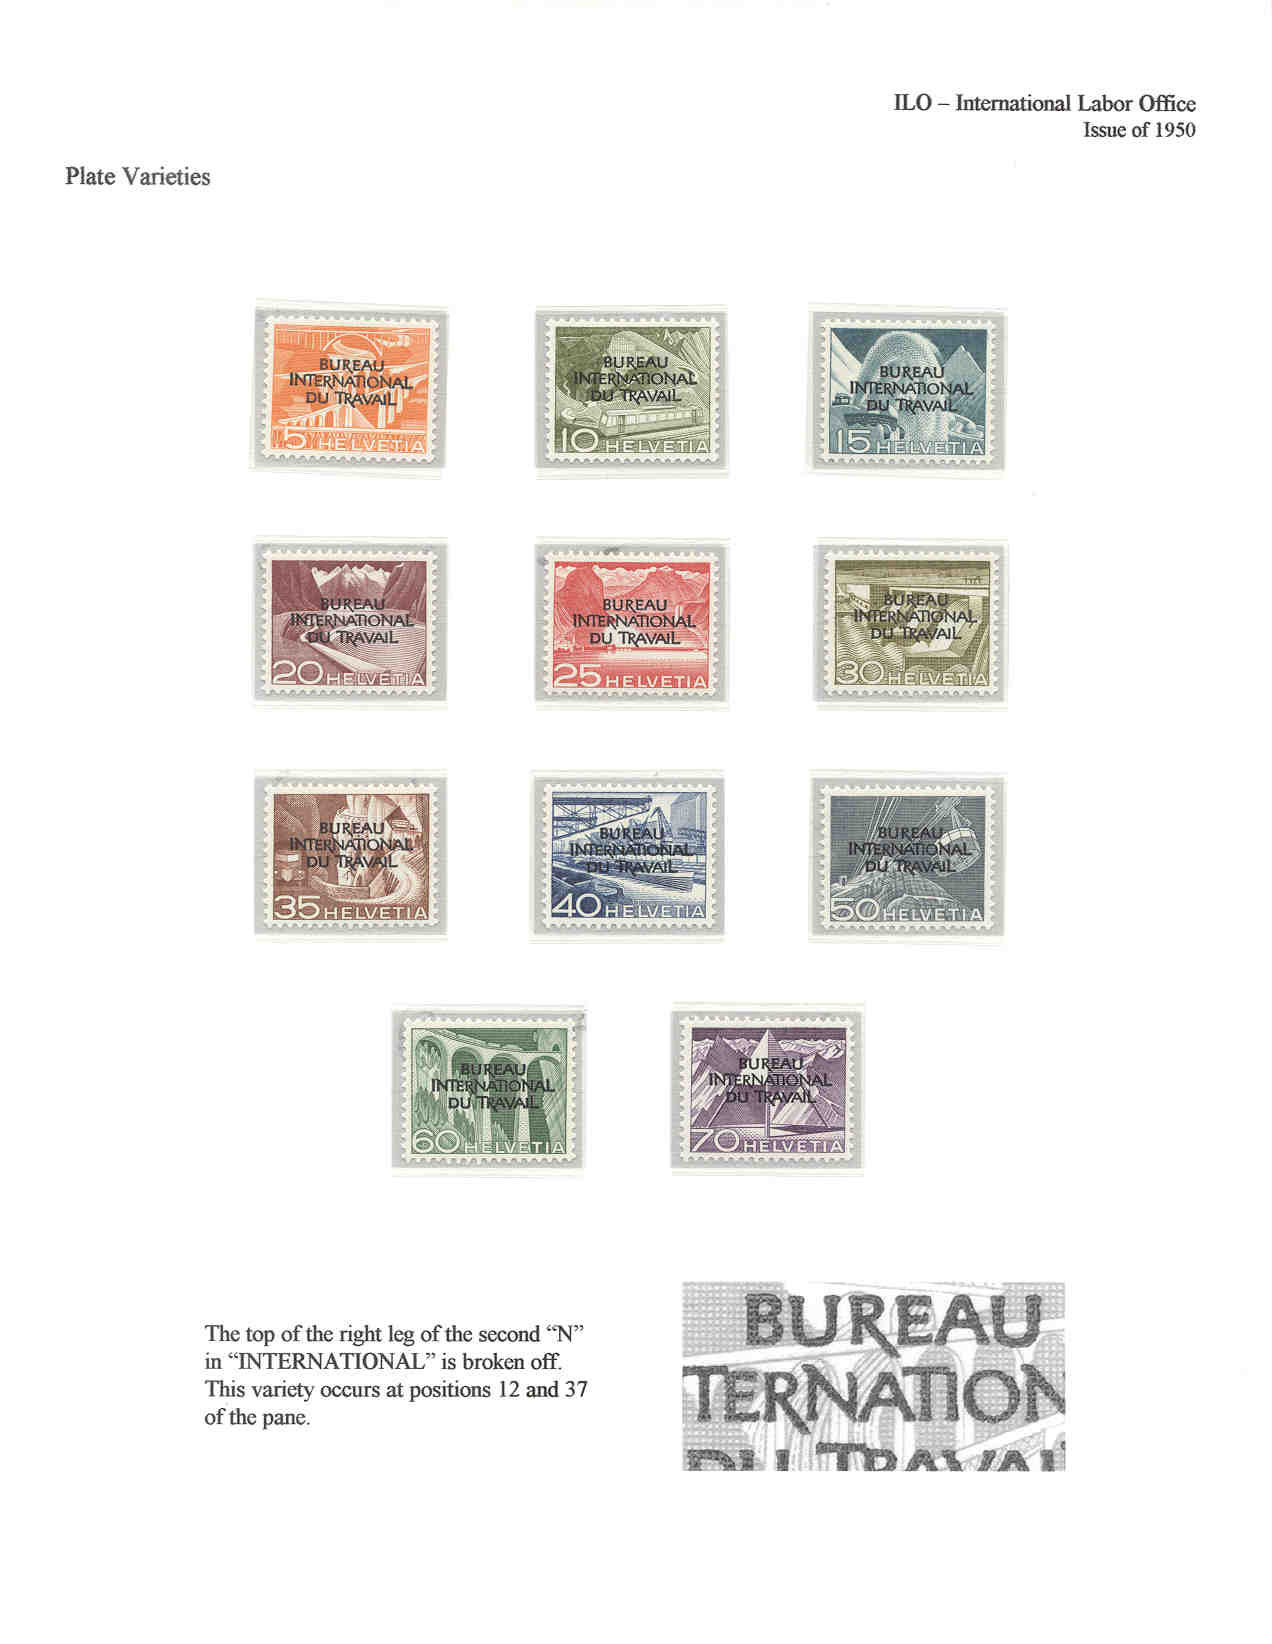 ILO – International Labor Office
Issue of 1950
Plate Varieties
BUREAU
INTERNATIONAL
DU TRAVAIL
5 HELVETIA
BUREAU
INTERNATIONAL
DU TRAVAIL
10 HELVETIA
BUREAU
INTERNATIONAL
DU TRAVAIL
15 HELVETIA
BUREAU
INTERNATIONAL
DU TRAVAIL
20 HELVETIA
BUREAU
INTERNATIONAL
DU TRAVAIL
25 HELVETIA
BUREAU
INTERNATIONAL
DU TRAVAIL
30 HELVETIA
BUREAU
INTERNATIONAL
DU TRAVAIL
35 HELVETIA
BUREAU
INTERNATIONAL
DU TRAVAIL
40 HELVETIA
BUREAU
INTERNATIONAL
DU TRAVAIL
50 HELVETIA
BUREAU
INTERNATIONAL
DU TRAVAIL
60 HELVETIA
BUREAU
INTERNATIONAL
DU TRAVAIL
70 HELVETIA
The top of the right leg of the second “N”
in “INTERNATIONAL” is broken off.
This variety occurs at positions 12 and 37
of the pane.
BUREAU
TERNATION
DU TRAVAI